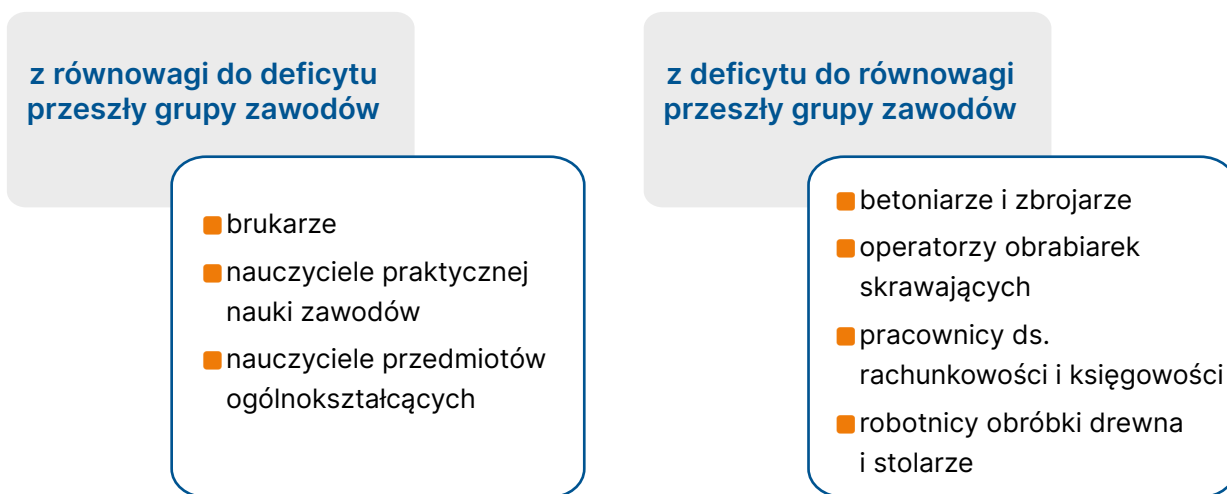 z równowagi do deficytu
przeszły grupy zawodów
brukarze
nauczyciele praktycznej
nauki zawodów
nauczyciele przedmiotów
ogólnokształcących
z deficytu do równowagi
przeszły grupy zawodów
betoniarze i zbrojarze
operatorzy obrabiarek
skrawających
pracownicy ds.
rachunkowości i księgowości
robotnicy obróbki drewna
i stolarze